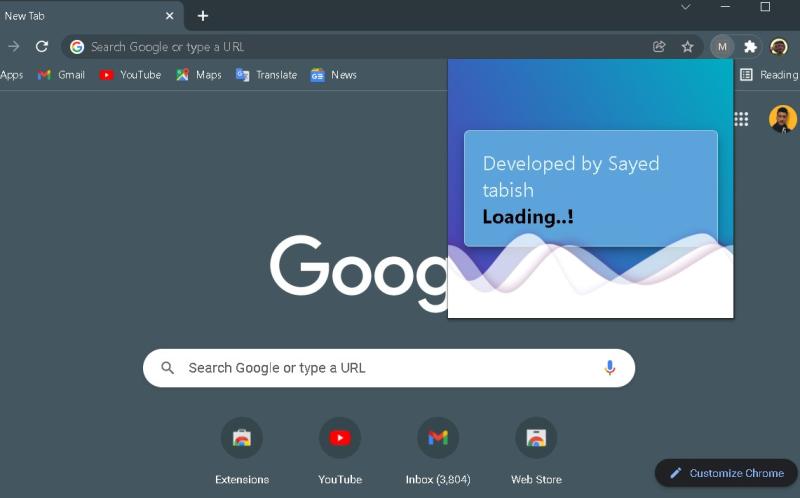 New Tab
Search Google or type a URL
M
Apps
Gmail
YouTube
Maps
Translate
News
Reading
Developed by Sayed
tabish
Loading..!
Goog
Search Google or type a URL
Extensions
YouTube
Inbox (3,804)
Web Store
Customize Chrome